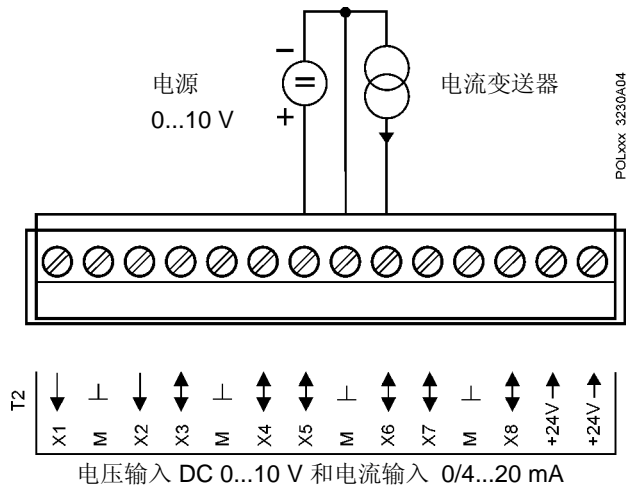 −
电源
0...10 V
+
电流变送器
POLxxx 3230A04
T2
X1 M X2 X3 M X4 X5 M X6 X7 M X8 +24V +24V
电压输入 DC 0...10 V 和电流输入 0/4...20 mA